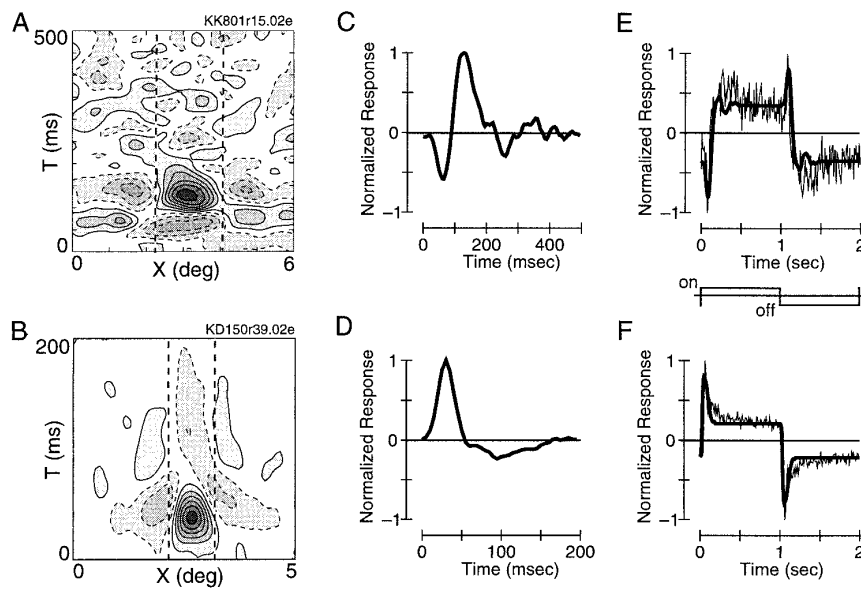 A
KK801r15.02e
500
T (ms)
0
0
X (deg)
6
B
KD150r39.02e
200
T (ms)
0
0
X (deg)
5
C
Normalized Response
1
0
−1
0
200
400
Time (msec)
D
Normalized Response
1
0
−1
0
100
200
Time (msec)
E
Normalized Response
1
0
−1
0
1
2
Time (sec)
on
off
F
Normalized Response
1
0
−1
0
1
2
Time (sec)